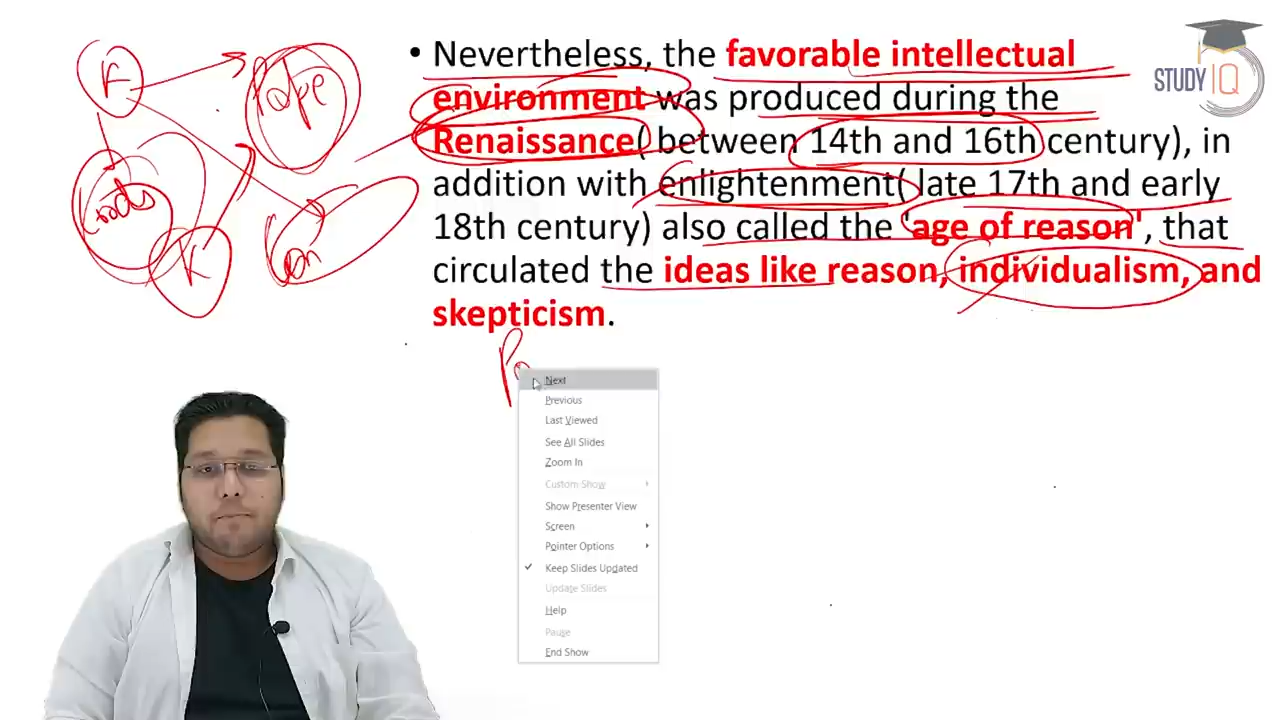 • Nevertheless, the favorable intellectual
environment was produced during the
Renaissance( between 14th and 16th century), in
addition with enlightenment( late 17th and early
18th century) also called the 'age of reason', that
circulated the ideas like reason, individualism, and
skepticism.
STUDY IQ
K
Pope
Lords
K
Next
Previous
Last Viewed
See All Slides
Zoom In
Custom Show
Show Presenter View
Screen
Pointer Options
Keep Slides Updated
Update Slides
Help
Pause
End Show